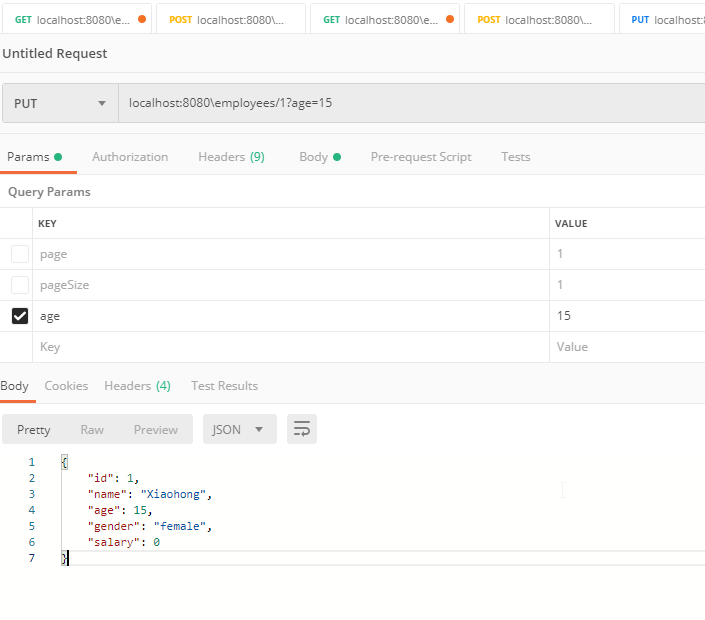 GET localhost:8080\e... POST localhost:8080\... GET localhost:8080\e... POST localhost:8080\... PUT localhost:8
Untitled Request
PUT localhost:8080\employees/1?age=15
Params Authorization Headers (9) Body Pre-request Script Tests
Query Params
KEY VALUE
page 1
pageSize 1
age 15
Key Value
Body Cookies Headers (4) Test Results
Pretty Raw Preview JSON
1 {
2 "id": 1,
3 "name": "Xiaohong",
4 "age": 15,
5 "gender": "female",
6 "salary": 0
7 }